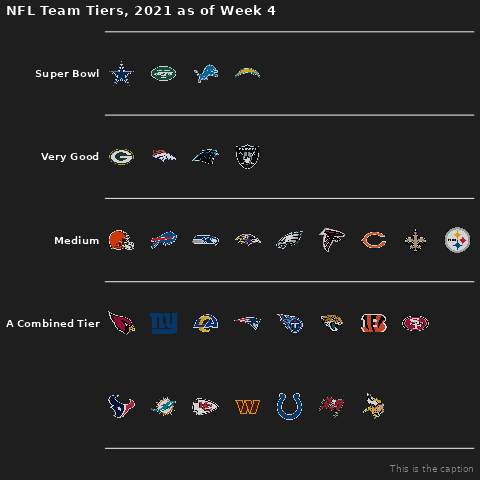 NFL Team Tiers, 2021 as of Week 4
Super Bowl
Very Good
Medium
A Combined Tier
This is the caption